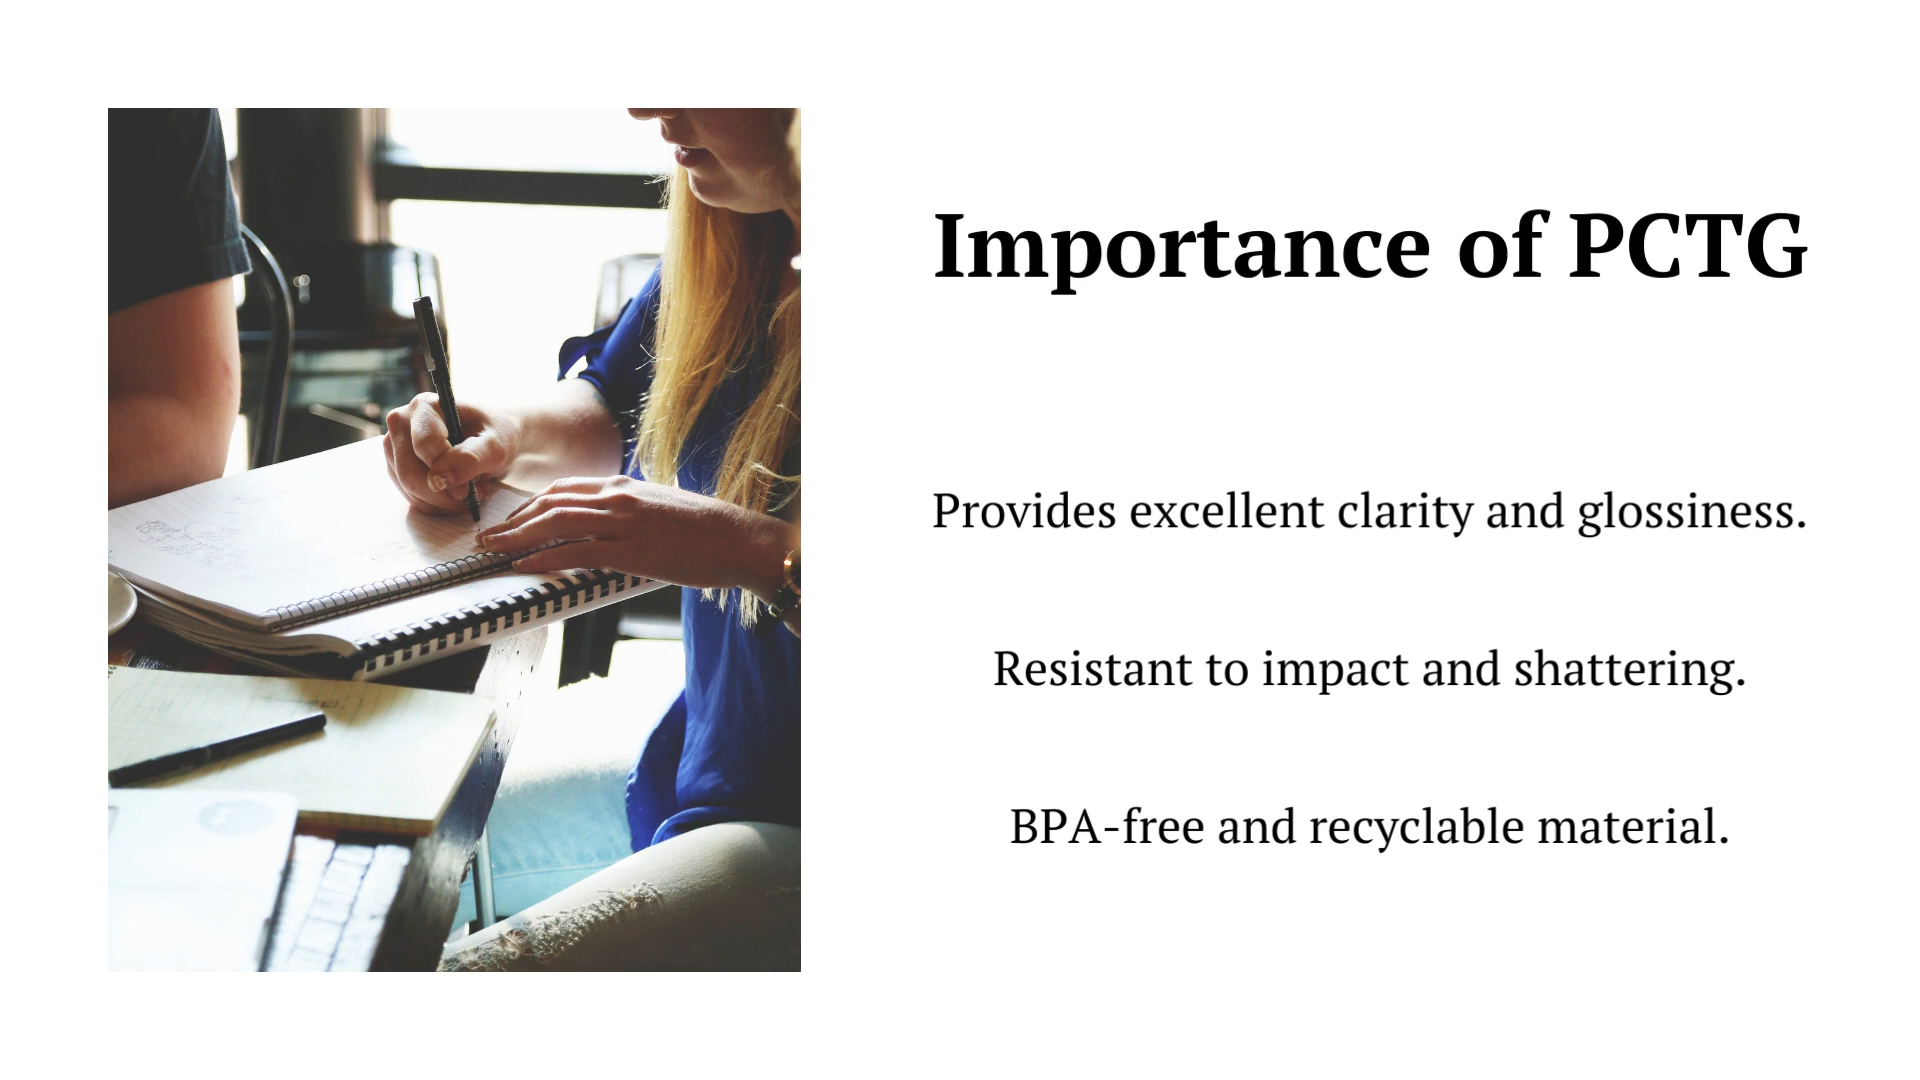 Importance of PCTG
Provides excellent clarity and glossiness.
Resistant to impact and shattering.
BPA-free and recyclable material.